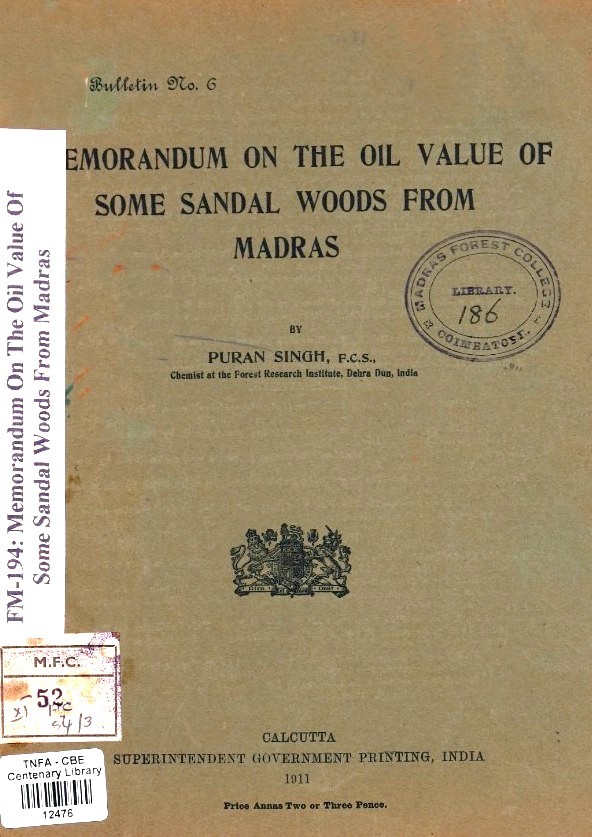 Bulletin No. 6
EMORANDUM ON THE OIL VALUE OF
SOME SANDAL WOODS FROM
MADRAS
MADRAS FOREST COLLEGE
LIBRARY.
186
COIMBATORE.
BY
PURAN SINGH, F.C.S.,
Chemist at the Forest Research Institute, Dehra Dun, India
FM-194: Memorandum On The Oil Value Of
Some Sandal Woods From Madras
M.F.C.
52
CALCUTTA
SUPERINTENDENT GOVERNMENT PRINTING, INDIA
1911
Price Annas Two or Three Pence.
TNFA - CBE
Centenary Library
12476